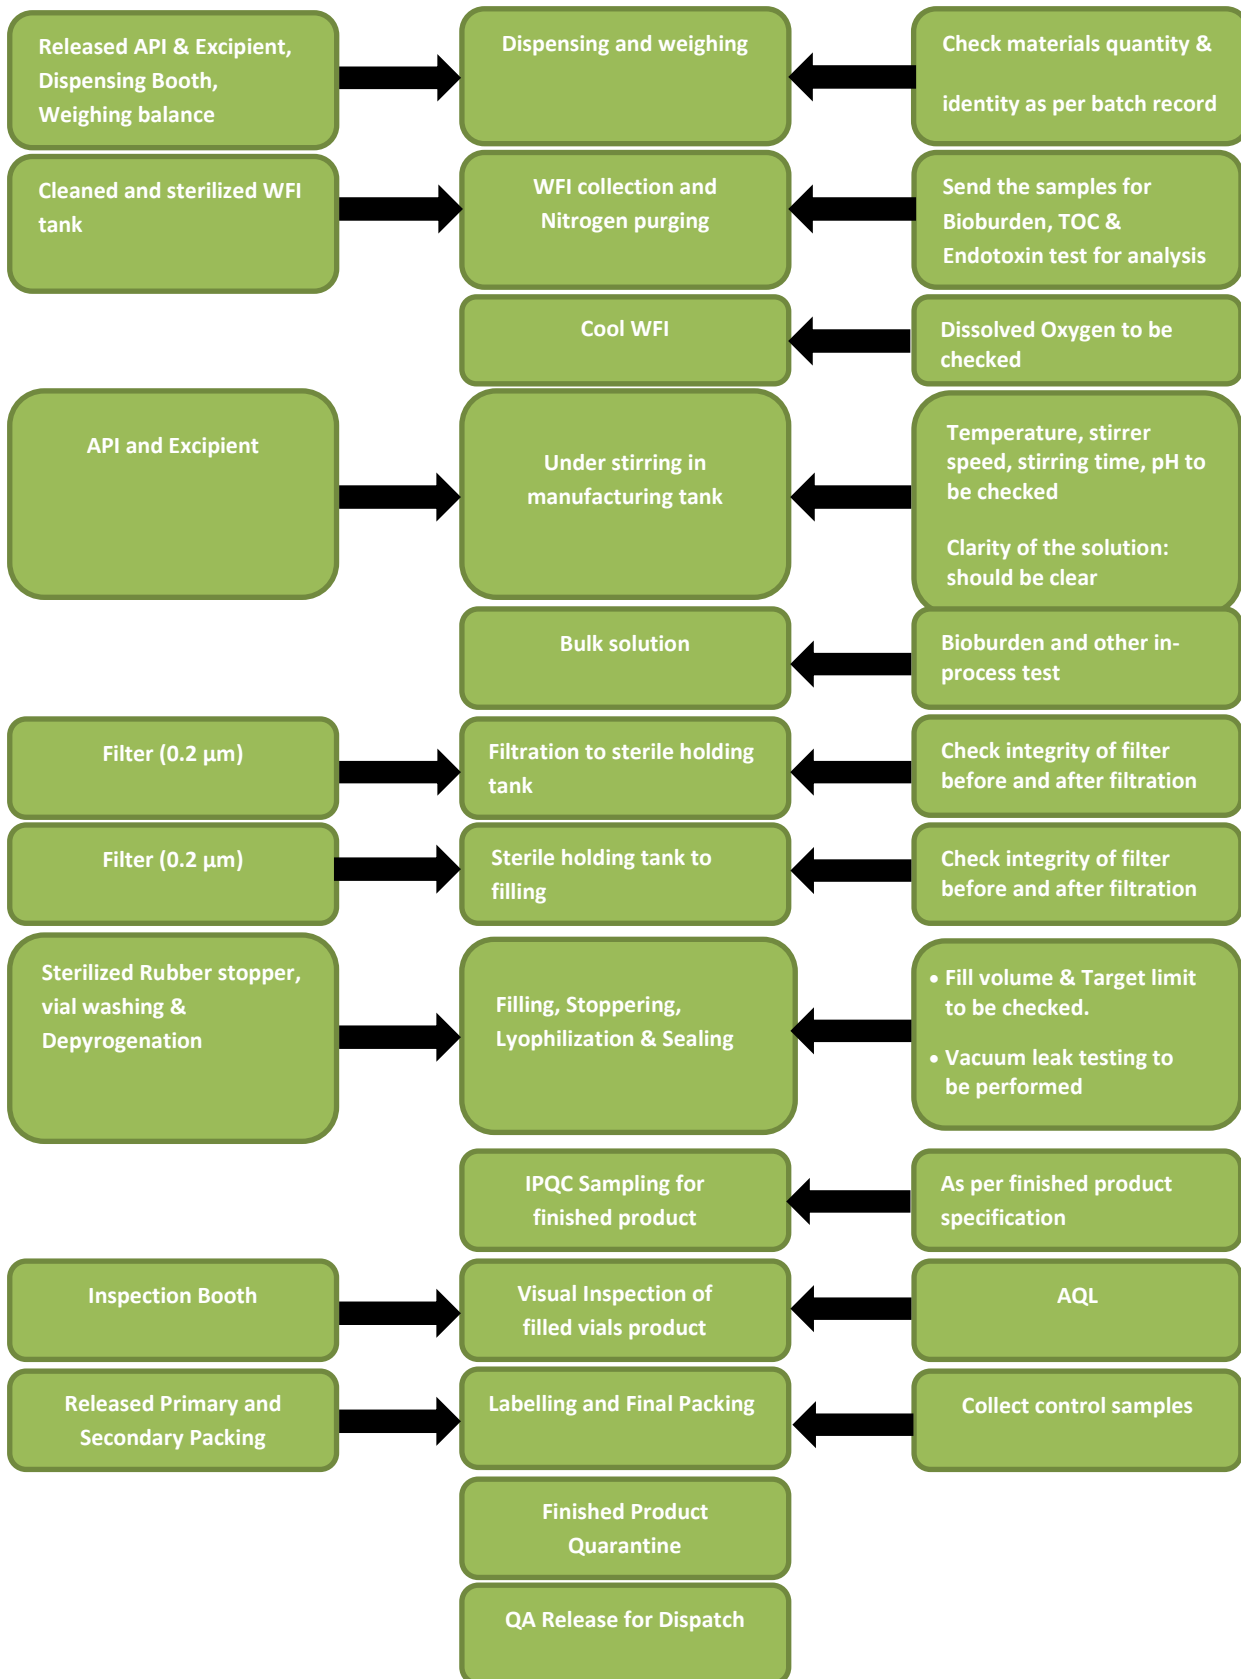 Released API & Excipient,
Dispensing Booth,
Weighing balance
Dispensing and weighing
Check materials quantity &
identity as per batch record
Cleaned and sterilized WFI
tank
WFI collection and
Nitrogen purging
Send the samples for
Bioburden, TOC &
Endotoxin test for analysis
Cool WFI
Dissolved Oxygen to be
checked
API and Excipient
Under stirring in
manufacturing tank
Temperature, stirrer
speed, stirring time, pH to
be checked
Clarity of the solution:
should be clear
Bulk solution
Bioburden and other in-
process test
Filter (0.2 µm)
Filtration to sterile holding
tank
Check integrity of filter
before and after filtration
Filter (0.2 µm)
Sterile holding tank to
filling
Check integrity of filter
before and after filtration
Sterilized Rubber stopper,
vial washing &
Depyrogenation
Filling, Stoppering,
Lyophilization & Sealing
• Fill volume & Target limit
to be checked.
• Vacuum leak testing to
be performed
IPQC Sampling for
finished product
As per finished product
specification
Inspection Booth
Visual Inspection of
filled vials product
AQL
Released Primary and
Secondary Packing
Labelling and Final Packing
Collect control samples
Finished Product
Quarantine
QA Release for Dispatch